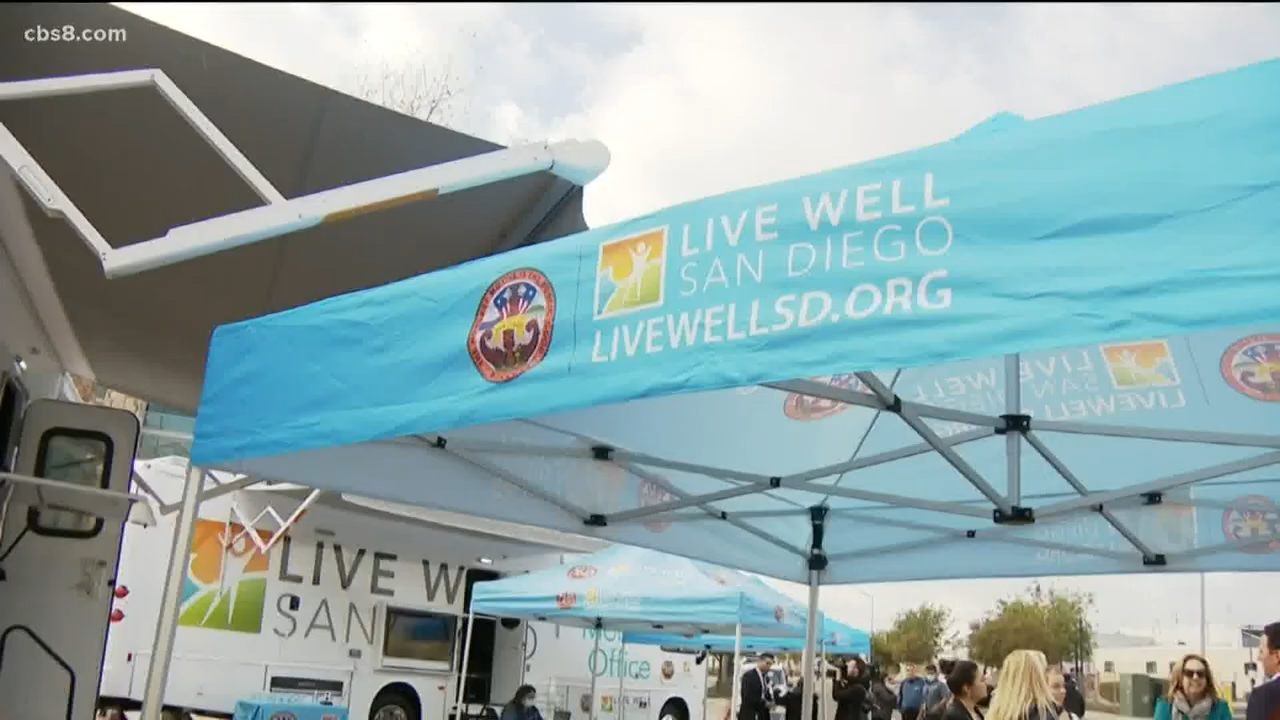 cbs8.com
LIVE WELL
SAN DIEGO
LIVEWELLSD.ORG
LIVE W
SAN
Office